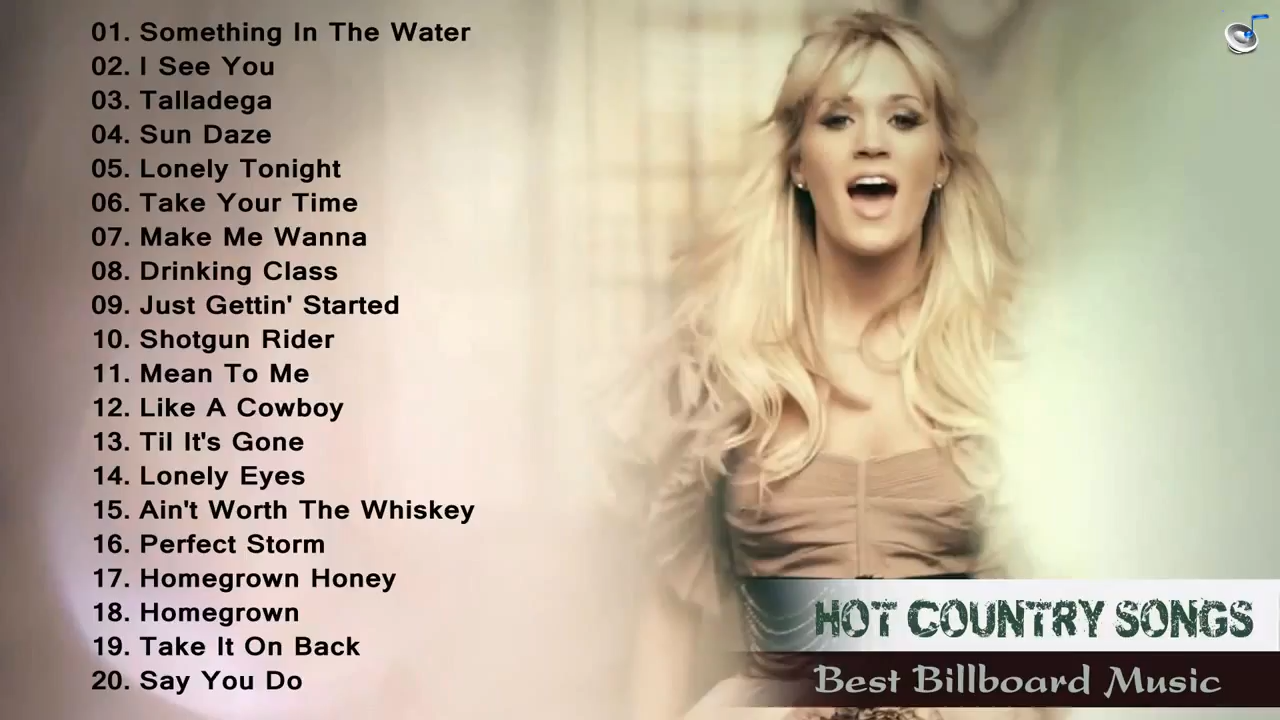 01. Something In The Water
02. I See You
03. Talladega
04. Sun Daze
05. Lonely Tonight
06. Take Your Time
07. Make Me Wanna
08. Drinking Class
09. Just Gettin' Started
10. Shotgun Rider
11. Mean To Me
12. Like A Cowboy
13. Til It's Gone
14. Lonely Eyes
15. Ain't Worth The Whiskey
16. Perfect Storm
17. Homegrown Honey
18. Homegrown
19. Take It On Back
20. Say You Do
HOT COUNTRY SONGS
Best Billboard Music